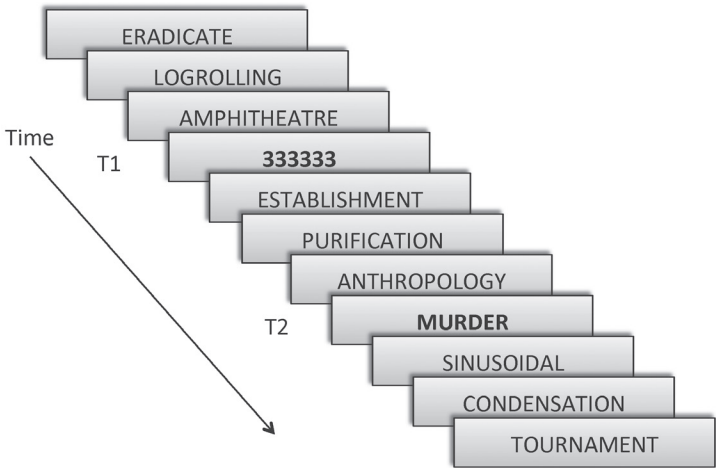 ERADICATE
LOGROLLING
AMPHITHEATRE
Time
T1
333333
ESTABLISHMENT
PURIFICATION
ANTHROPOLOGY
T2
MURDER
SINUSOIDAL
CONDENSATION
TOURNAMENT